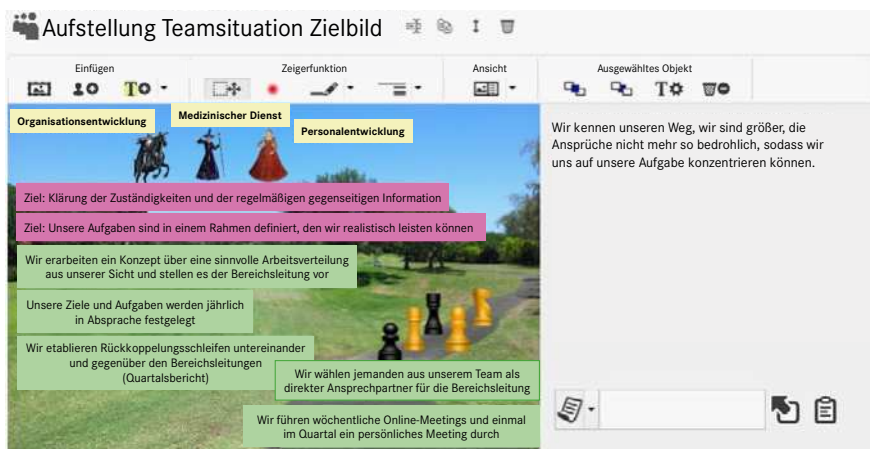 Aufstellung Teamsituation Zielbild
Einfügen
Zeigerfunktion
Ansicht
Ausgewähltes Objekt
Organisationsentwicklung
Medizinischer Dienst
Personalentwicklung
Ziel: Klärung der Zuständigkeiten und der regelmäßigen gegenseitigen Information
Ziel: Unsere Aufgaben sind in einem Rahmen definiert, den wir realistisch leisten können
Wir erarbeiten ein Konzept über eine sinnvolle Arbeitsverteilung
aus unserer Sicht und stellen es der Bereichsleitung vor
Unsere Ziele und Aufgaben werden jährlich
in Absprache festgelegt
Wir etablieren Rückkoppelungsschleifen untereinander
und gegenüber den Bereichsleitungen
(Quartalsbericht)
Wir wählen jemanden aus unserem Team als
direkter Ansprechpartner für die Bereichsleitung
Wir führen wöchentliche Online-Meetings und einmal
im Quartal ein persönliches Meeting durch
Wir kennen unseren Weg, wir sind größer, die
Ansprüche nicht mehr so bedrohlich, sodass wir
uns auf unsere Aufgabe konzentrieren können.